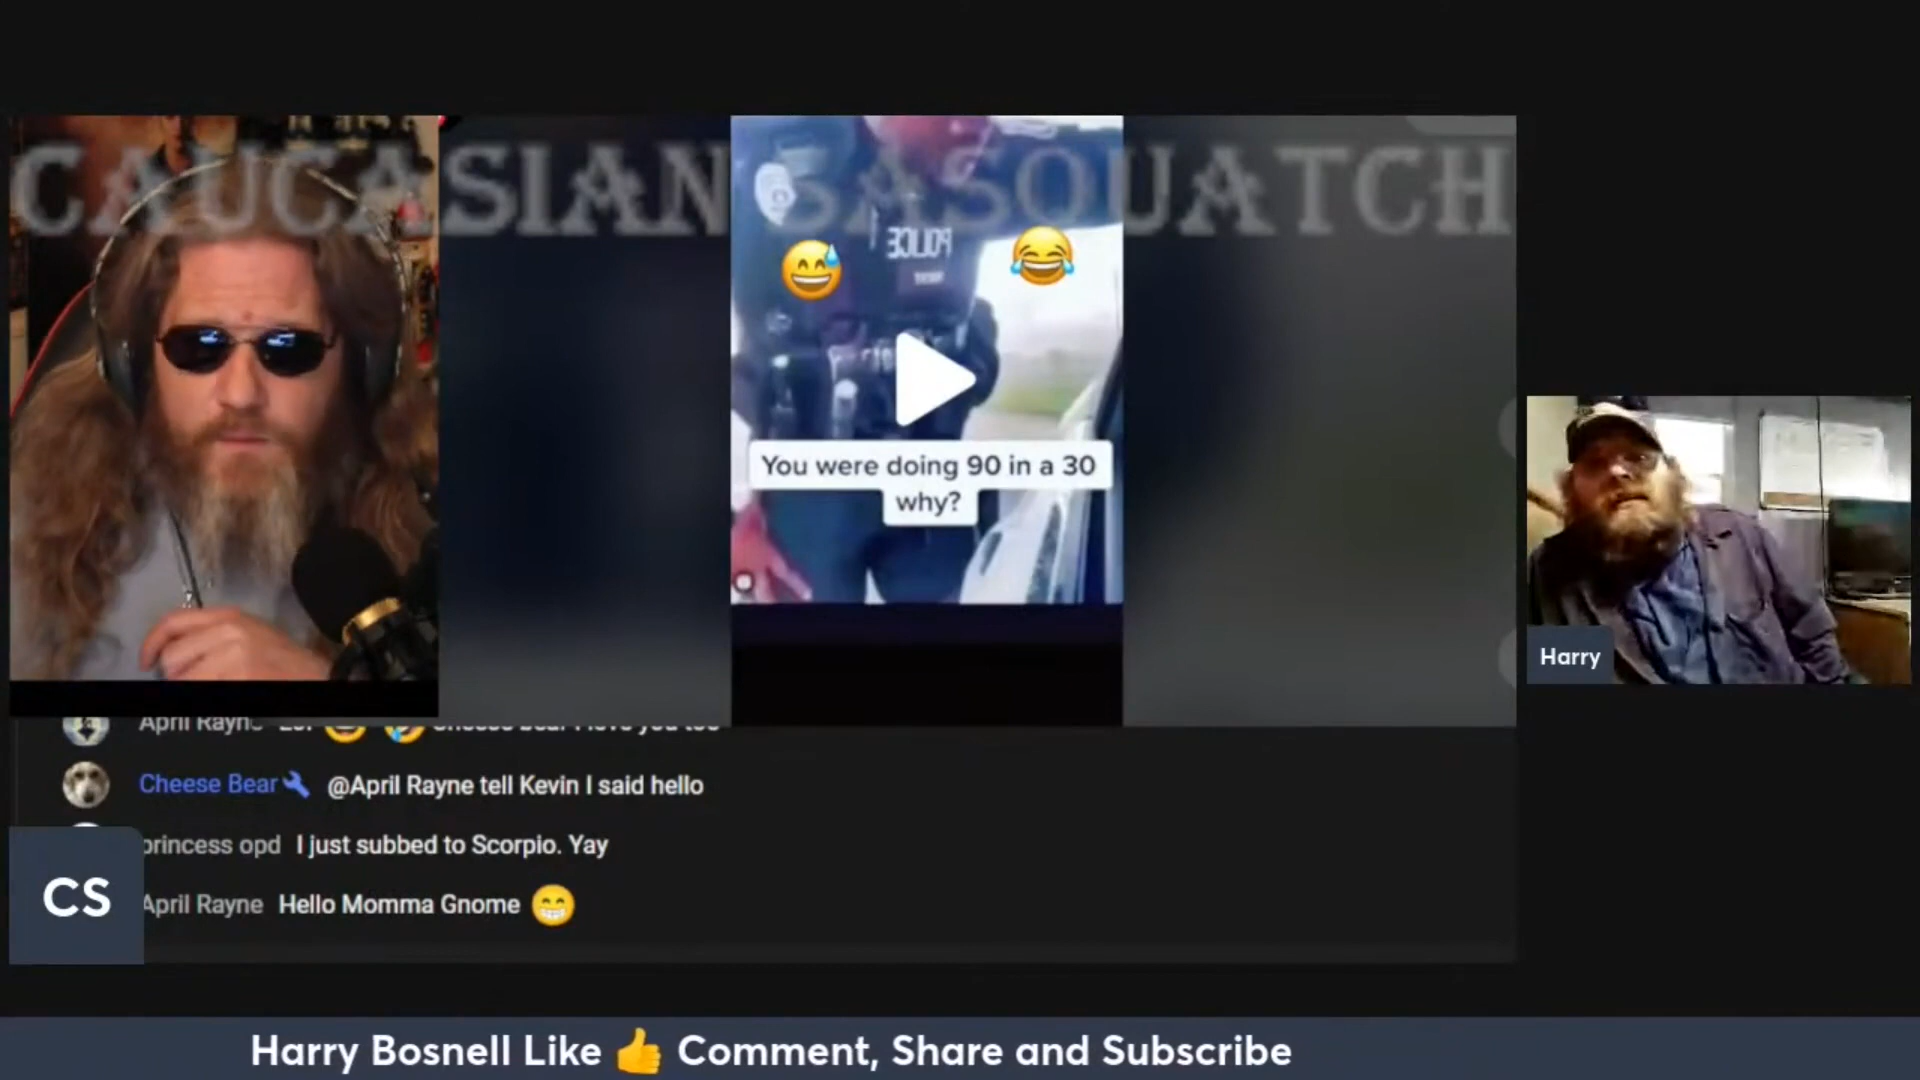 CAUCASIAN SASQUATCH
POLICE
You were doing 90 in a 30
why?
Harry
April Rayne
Cheese Bear @April Rayne tell Kevin I said hello
princess opd I just subbed to Scorpio. Yay
CS
April Rayne Hello Momma Gnome
Harry Bosnell Like 👍 Comment, Share and Subscribe